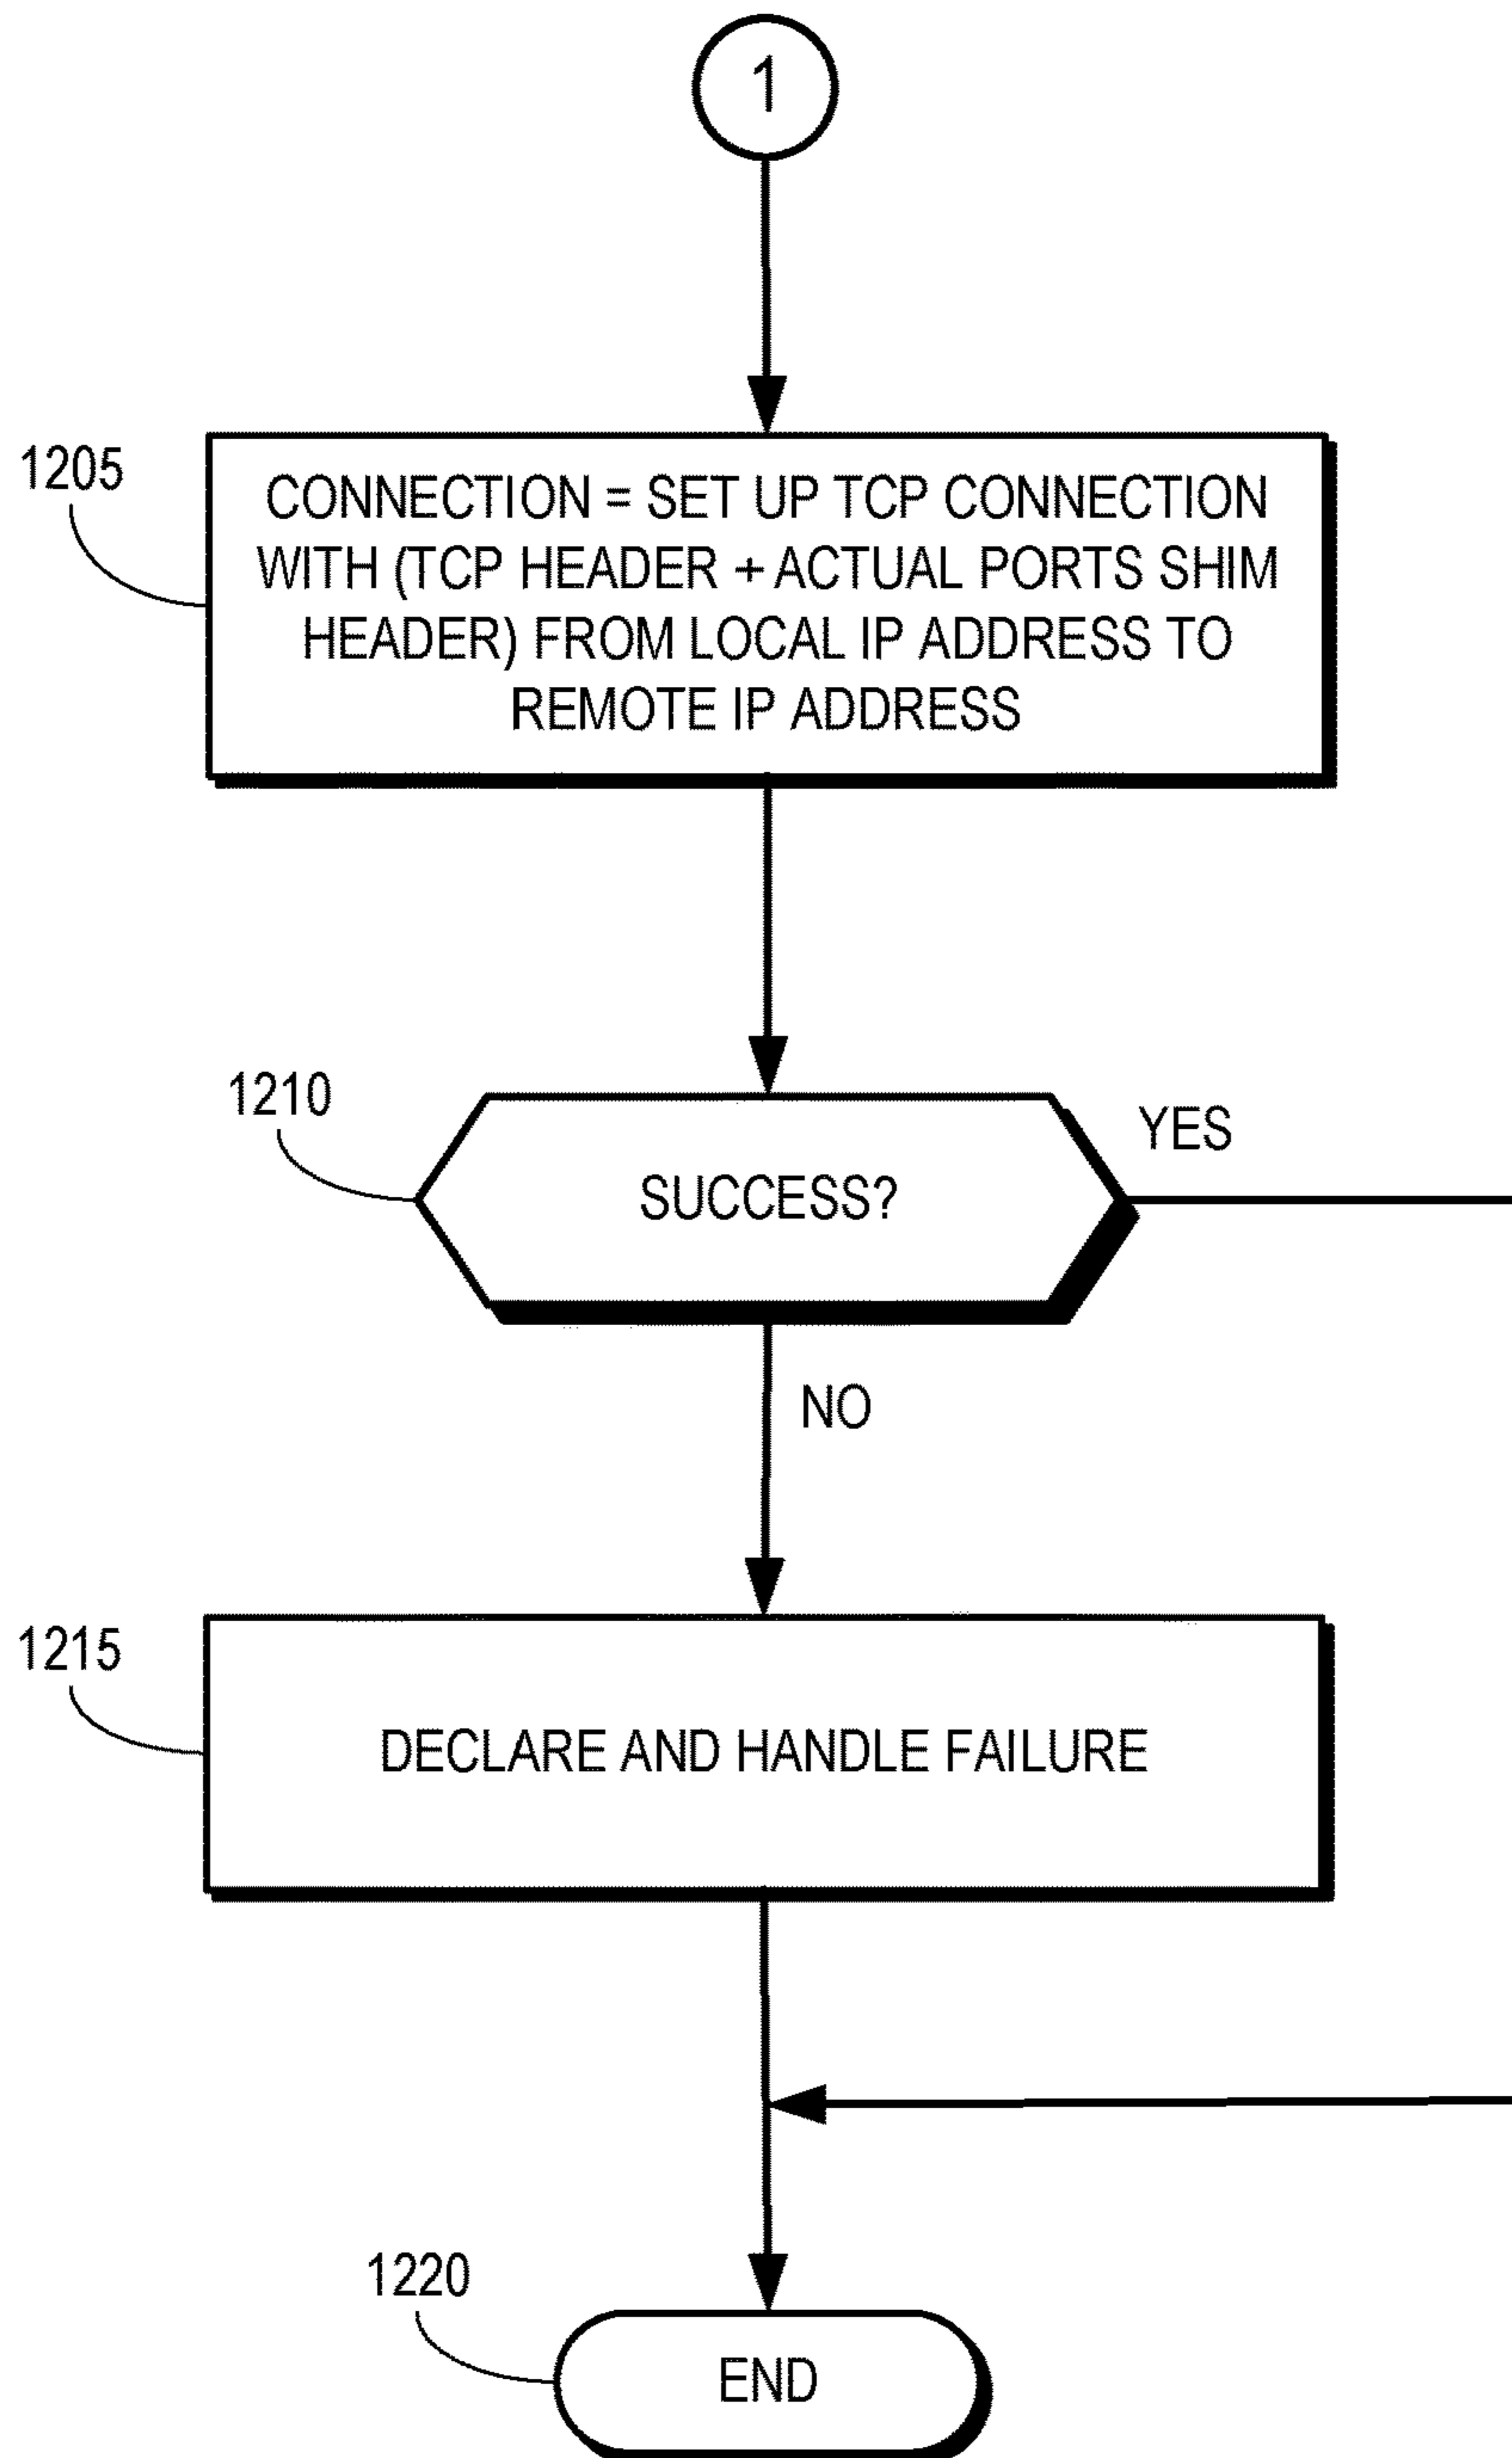 1
1205
CONNECTION = SET UP TCP CONNECTION
WITH (TCP HEADER + ACTUAL PORTS SHIM
HEADER) FROM LOCAL IP ADDRESS TO
REMOTE IP ADDRESS
1210
YES
SUCCESS?
NO
1215
DECLARE AND HANDLE FAILURE
1220
END